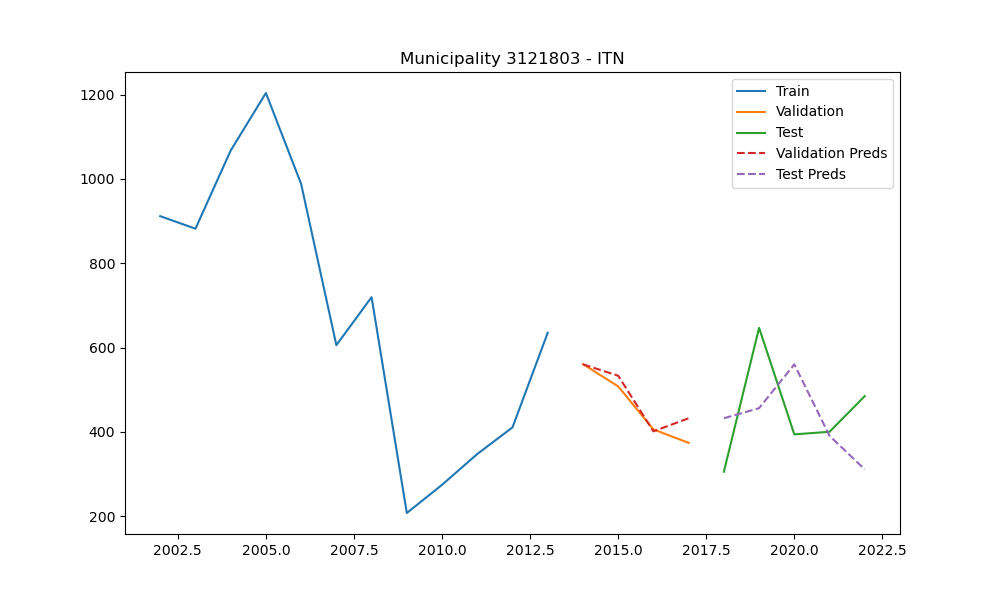 Municipality 3121803 - ITN
1200
1000
800
600
400
200
Train
Validation
Test
Validation Preds
Test Preds
2002.5 2005.0 2007.5 2010.0 2012.5 2015.0 2017.5 2020.0 2022.5